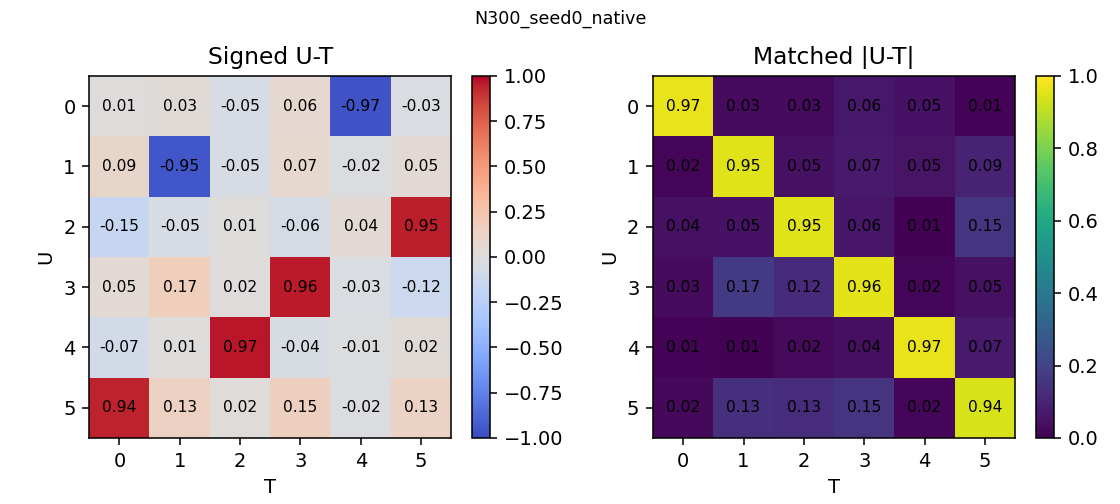 N300_seed0_native
Signed U-T
Matched |U-T|
0 0.01 0.03 -0.05 0.06 -0.97 -0.03
1 0.09 -0.95 -0.05 0.07 -0.02 0.05
2 -0.15 -0.05 0.01 -0.06 0.04 0.95
3 0.05 0.17 0.02 0.96 -0.03 -0.12
4 -0.07 0.01 0.97 -0.04 -0.01 0.02
5 0.94 0.13 0.02 0.15 -0.02 0.13
0 1 2 3 4 5
T
U
1.00
0.75
0.50
0.25
0.00
−0.25
−0.50
−0.75
−1.00
0 0.97 0.03 0.03 0.06 0.05 0.01
1 0.02 0.95 0.05 0.07 0.05 0.09
2 0.04 0.05 0.95 0.06 0.01 0.15
3 0.03 0.17 0.12 0.96 0.02 0.05
4 0.01 0.01 0.02 0.04 0.97 0.07
5 0.02 0.13 0.13 0.15 0.02 0.94
0 1 2 3 4 5
T
U
1.0
0.8
0.6
0.4
0.2
0.0